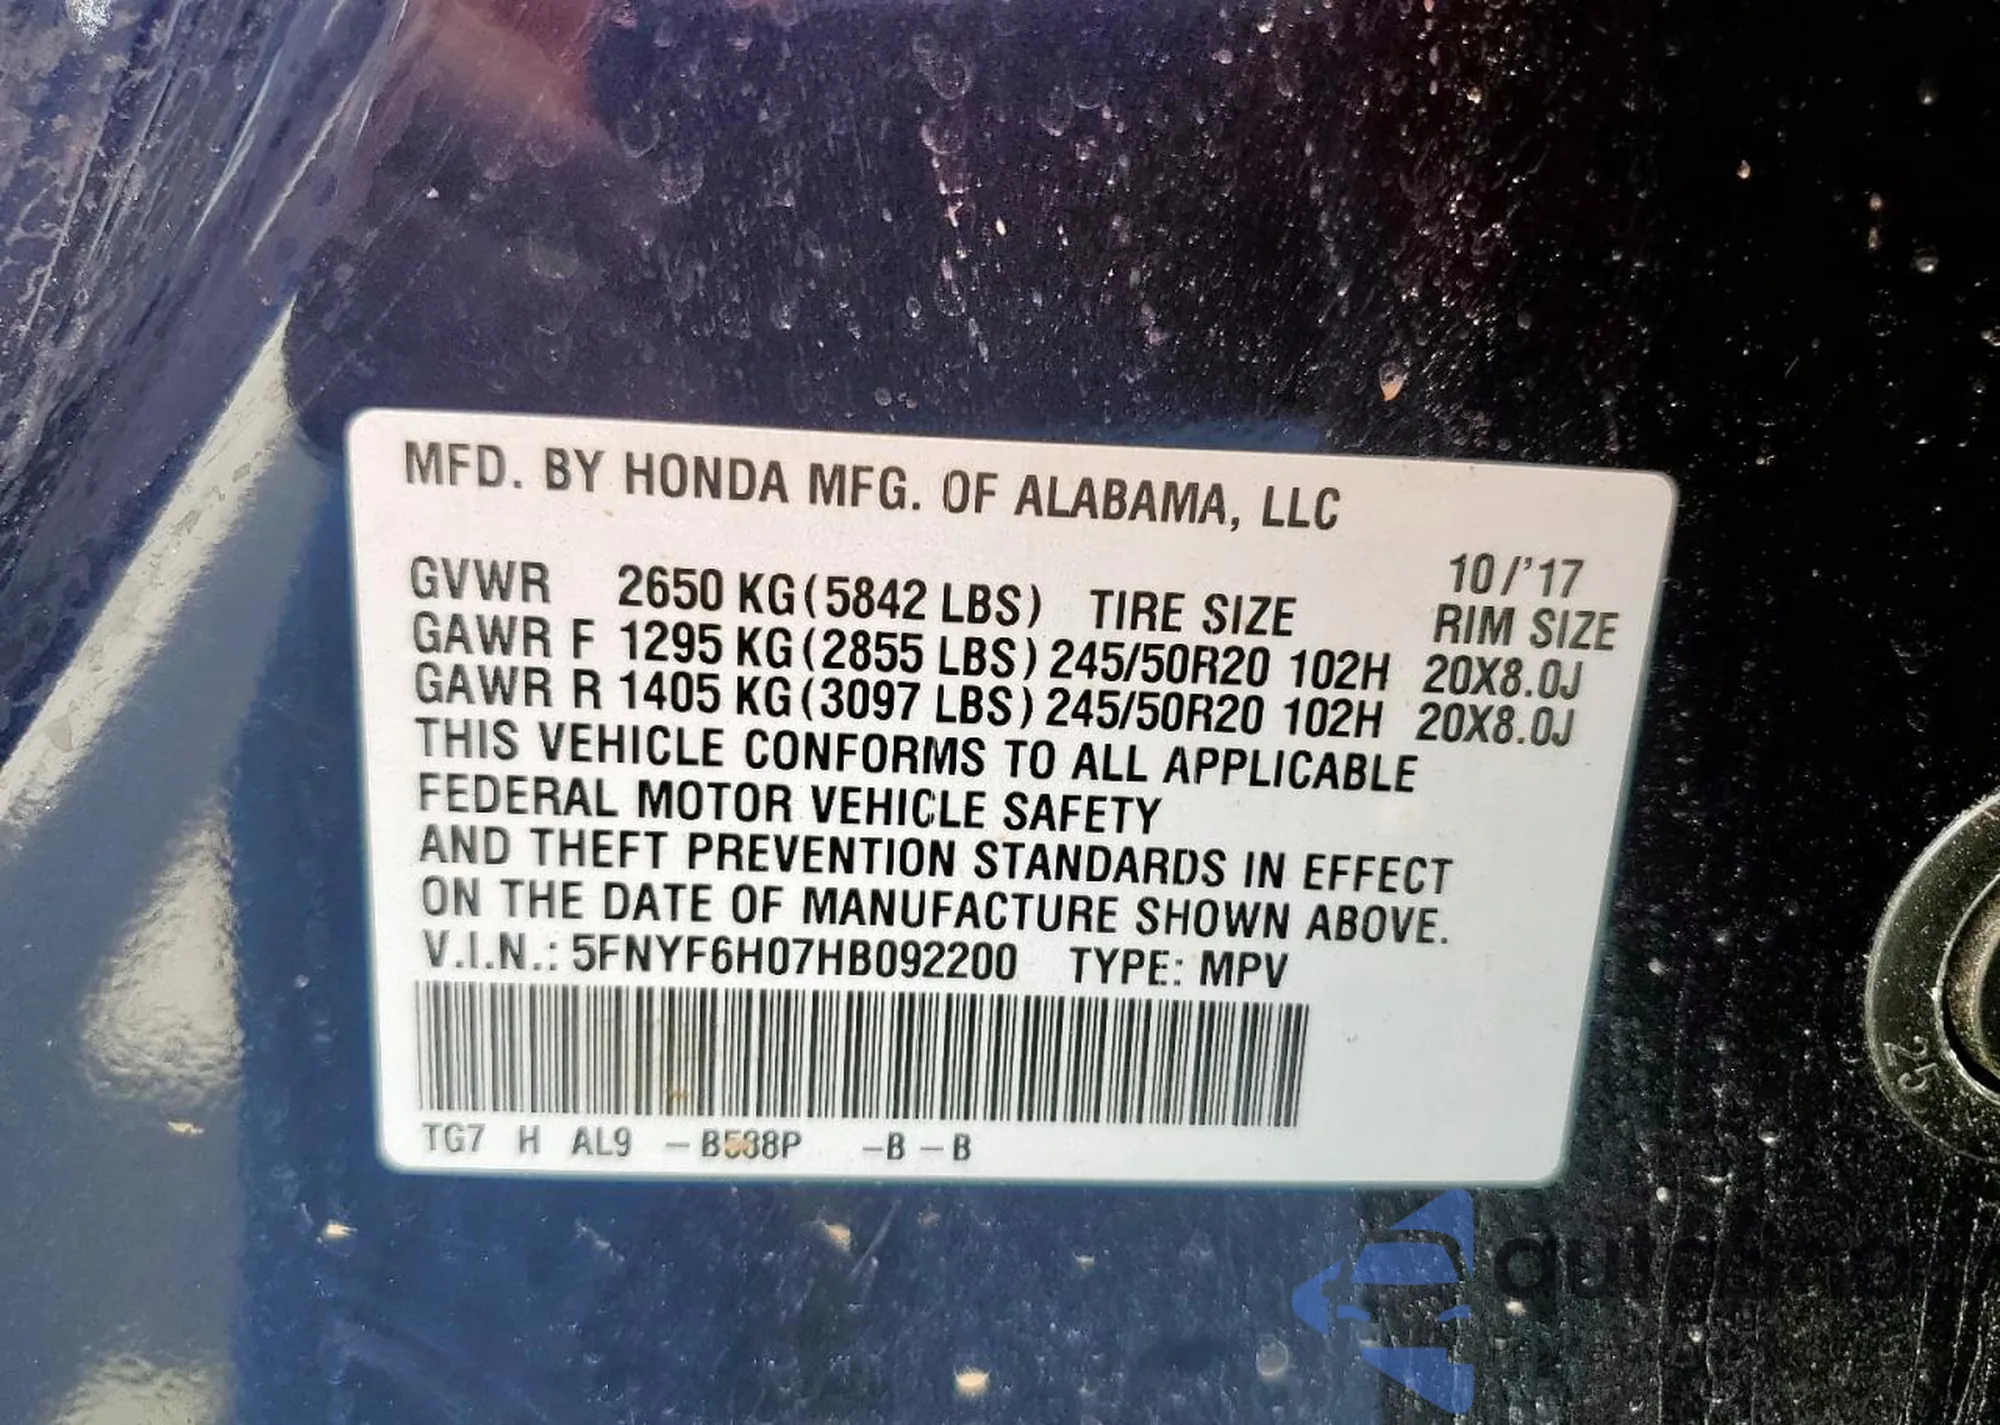 MFD. BY HONDA MFG. OF ALABAMA, LLC
10/'17
GVWR 2650 KG (5842 LBS) TIRE SIZE RIM SIZE
GAWR F 1295 KG (2855 LBS) 245/50R20 102H 20X8.0J
GAWR R 1405 KG (3097 LBS) 245/50R20 102H 20X8.0J
THIS VEHICLE CONFORMS TO ALL APPLICABLE
FEDERAL MOTOR VEHICLE SAFETY
AND THEFT PREVENTION STANDARDS IN EFFECT
ON THE DATE OF MANUFACTURE SHOWN ABOVE.
V.I.N.: 5FNYF6H07HB092200 TYPE: MPV
TG7 H AL9 -B588P -B-B
25